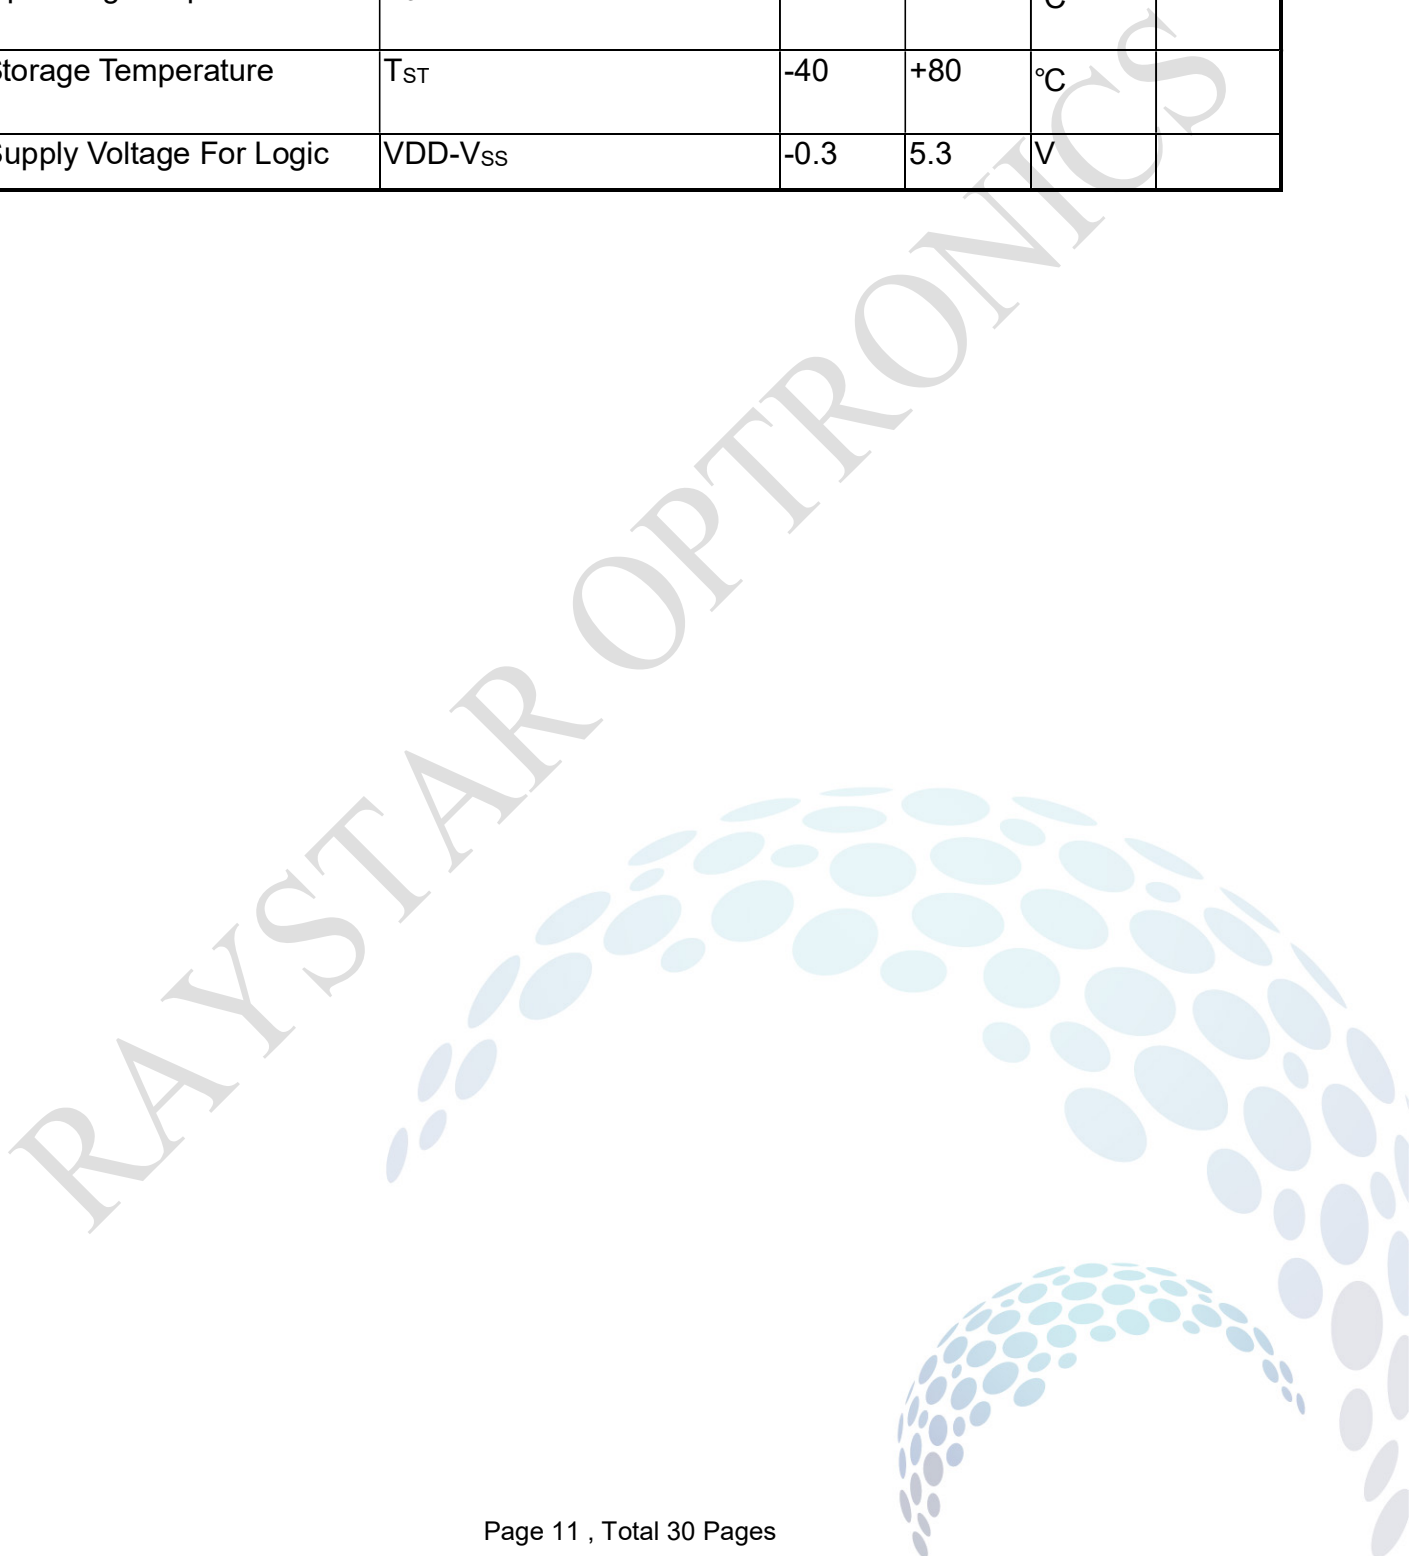 ℃
Storage Temperature TST -40 +80 ℃
Supply Voltage For Logic VDD-VSS -0.3 5.3 V
RAYSTAR OPTRONICS
Page 11 , Total 30 Pages